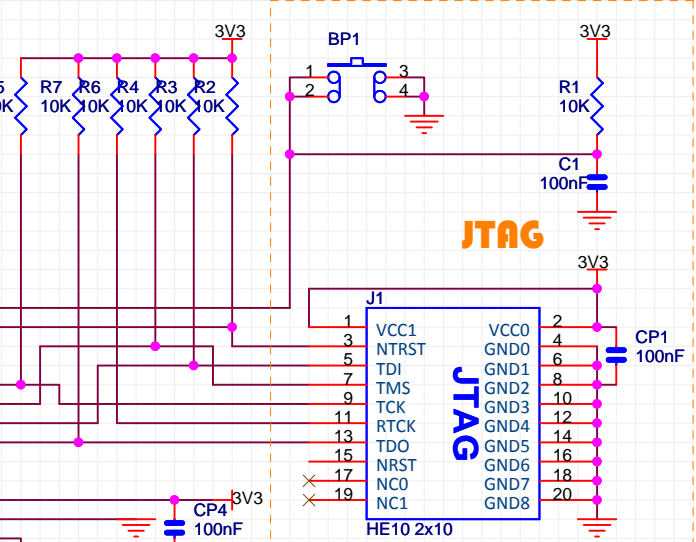 3V3
BP1
3V3
1
3
2
4
5
R7
R6
R4
R3
R2
K
10K
10K
10K
10K
10K
R1
10K
C1
100nF
JTAG
3V3
J1
1
VCC1
VCC0
2
3
NTRST
GND0
4
5
TDI
GND1
6
7
TMS
GND2
8
9
TCK
GND3
10
11
RTCK
GND4
12
13
TDO
GND5
14
15
NRST
GND6
16
17
NC0
GND7
18
19
NC1
GND8
20
JTAG
HE10 2x10
CP1
100nF
3V3
CP4
100nF